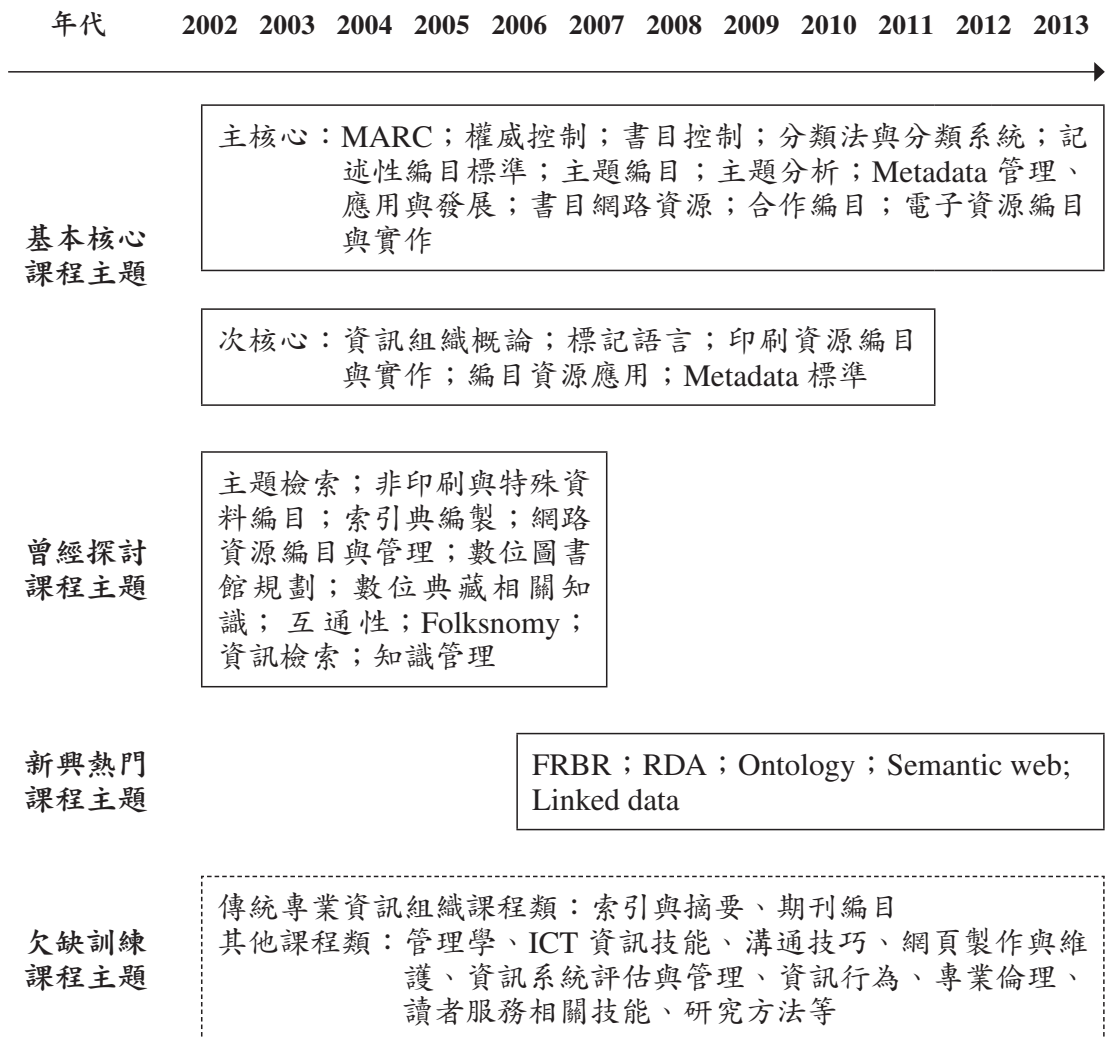 年代 2002 2003 2004 2005 2006 2007 2008 2009 2010 2011 2012 2013
基本核心
課程主題
主核心：MARC；權威控制；書目控制；分類法與分類系統；記
述性編目標準；主題編目；主題分析；Metadata 管理、
應用與發展；書目網路資源；合作編目；電子資源編目
與實作
次核心：資訊組織概論；標記語言；印刷資源編目
與實作；編目資源應用；Metadata 標準
曾經探討
課程主題
主題檢索；非印刷與特殊資
料編目；索引典編製；網路
資源編目與管理；數位圖書
館規劃；數位典藏相關知
識；互通性；Folksnomy；
資訊檢索；知識管理
新興熱門
課程主題
FRBR；RDA；Ontology；Semantic web;
Linked data
欠缺訓練
課程主題
傳統專業資訊組織課程類：索引與摘要、期刊編目
其他課程類：管理學、ICT 資訊技能、溝通技巧、網頁製作與維
護、資訊系統評估與管理、資訊行為、專業倫理、
讀者服務相關技能、研究方法等